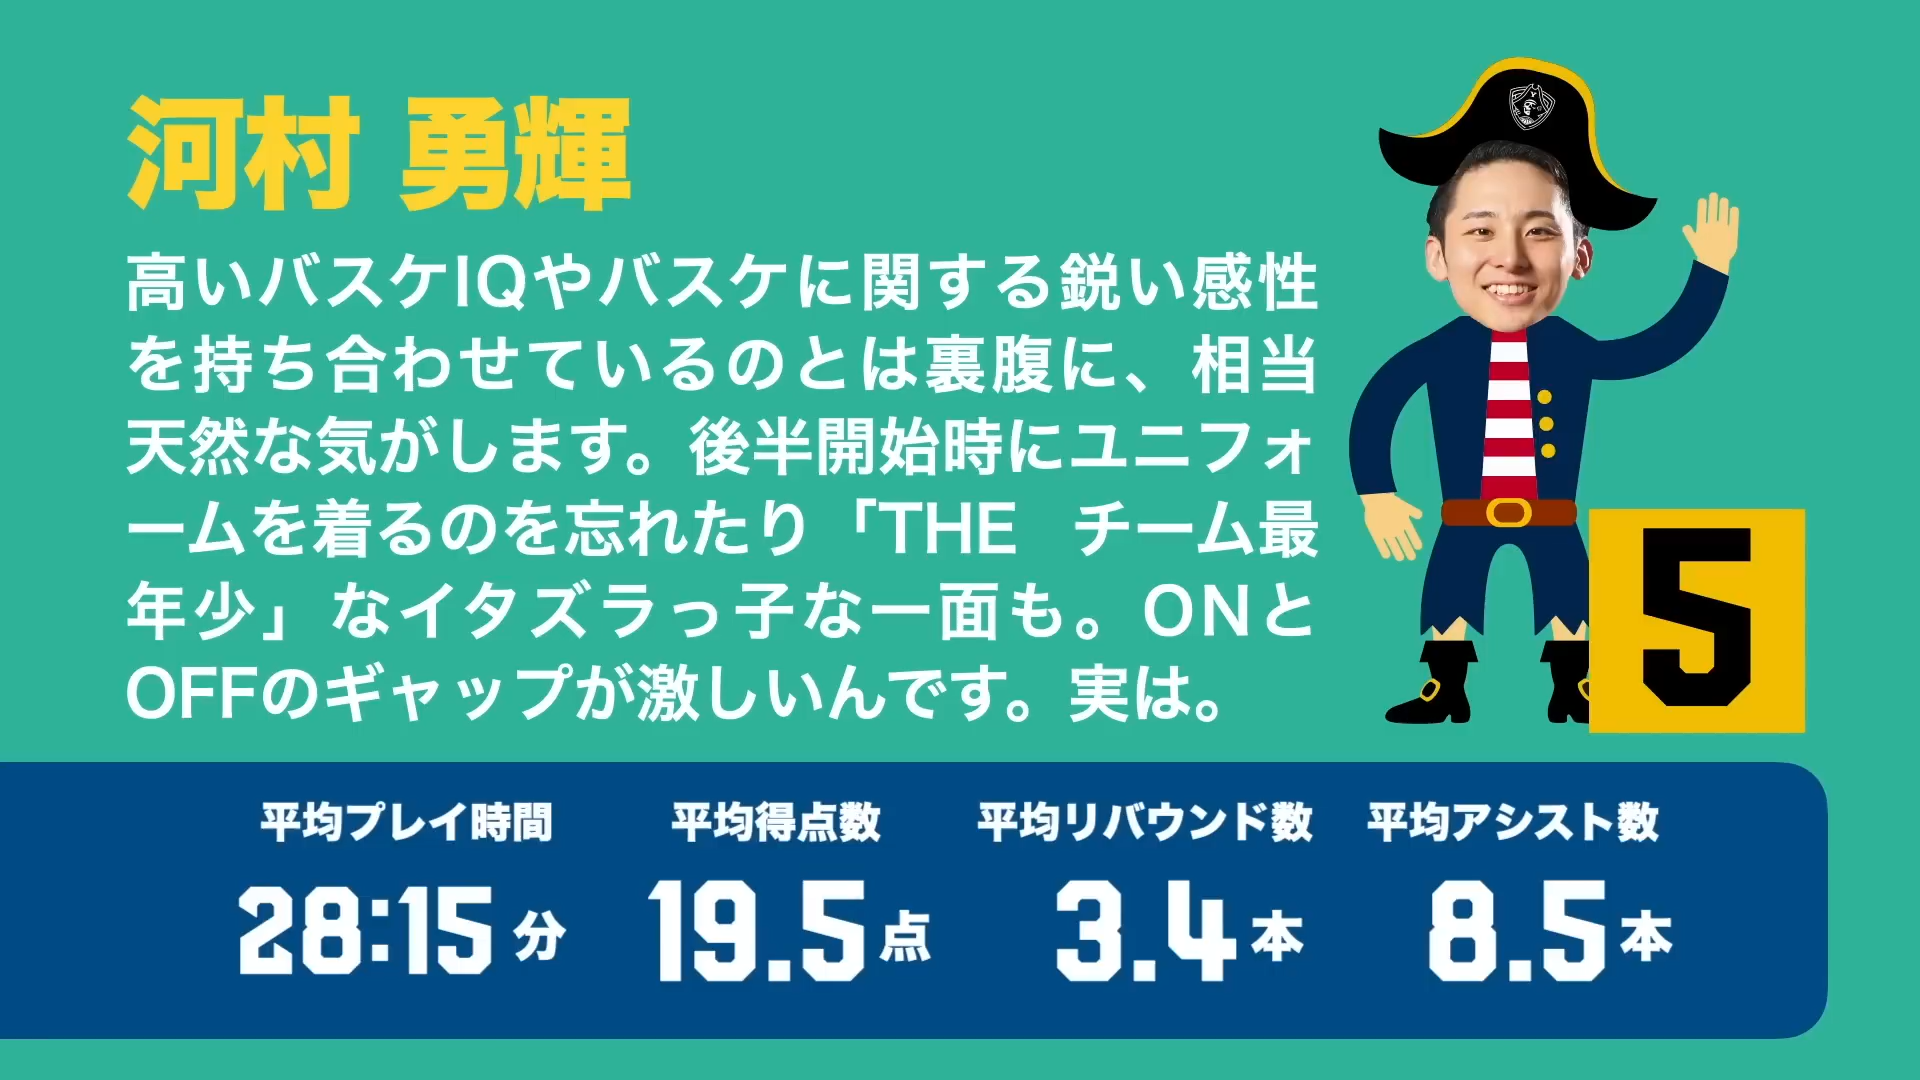 河村 勇輝
高いバスケIQやバスケに関する鋭い感性
を持ち合わせているのとは裏腹に、相当
天然な気がします。後半開始時にユニフォ
ームを着るのを忘れたり「THE　チーム最
年少」なイタズラっ子な一面も。ONと
OFFのギャップが激しいんです。実は。
5
平均プレイ時間 平均得点数 平均リバウンド数 平均アシスト数
28:15分 19.5点 3.4本 8.5本